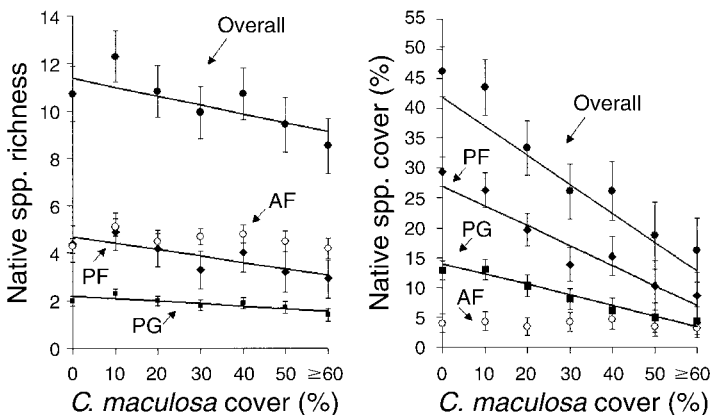 Native spp. richness
14
12
10
8
6
4
2
0
Overall
AF
PF
PG
0 10 20 30 40 50 ≥60
C. maculosa cover (%)
Native spp. cover (%)
50
45
40
35
30
25
20
15
10
5
0
Overall
PF
PG
AF
0 10 20 30 40 50 ≥60
C. maculosa cover (%)